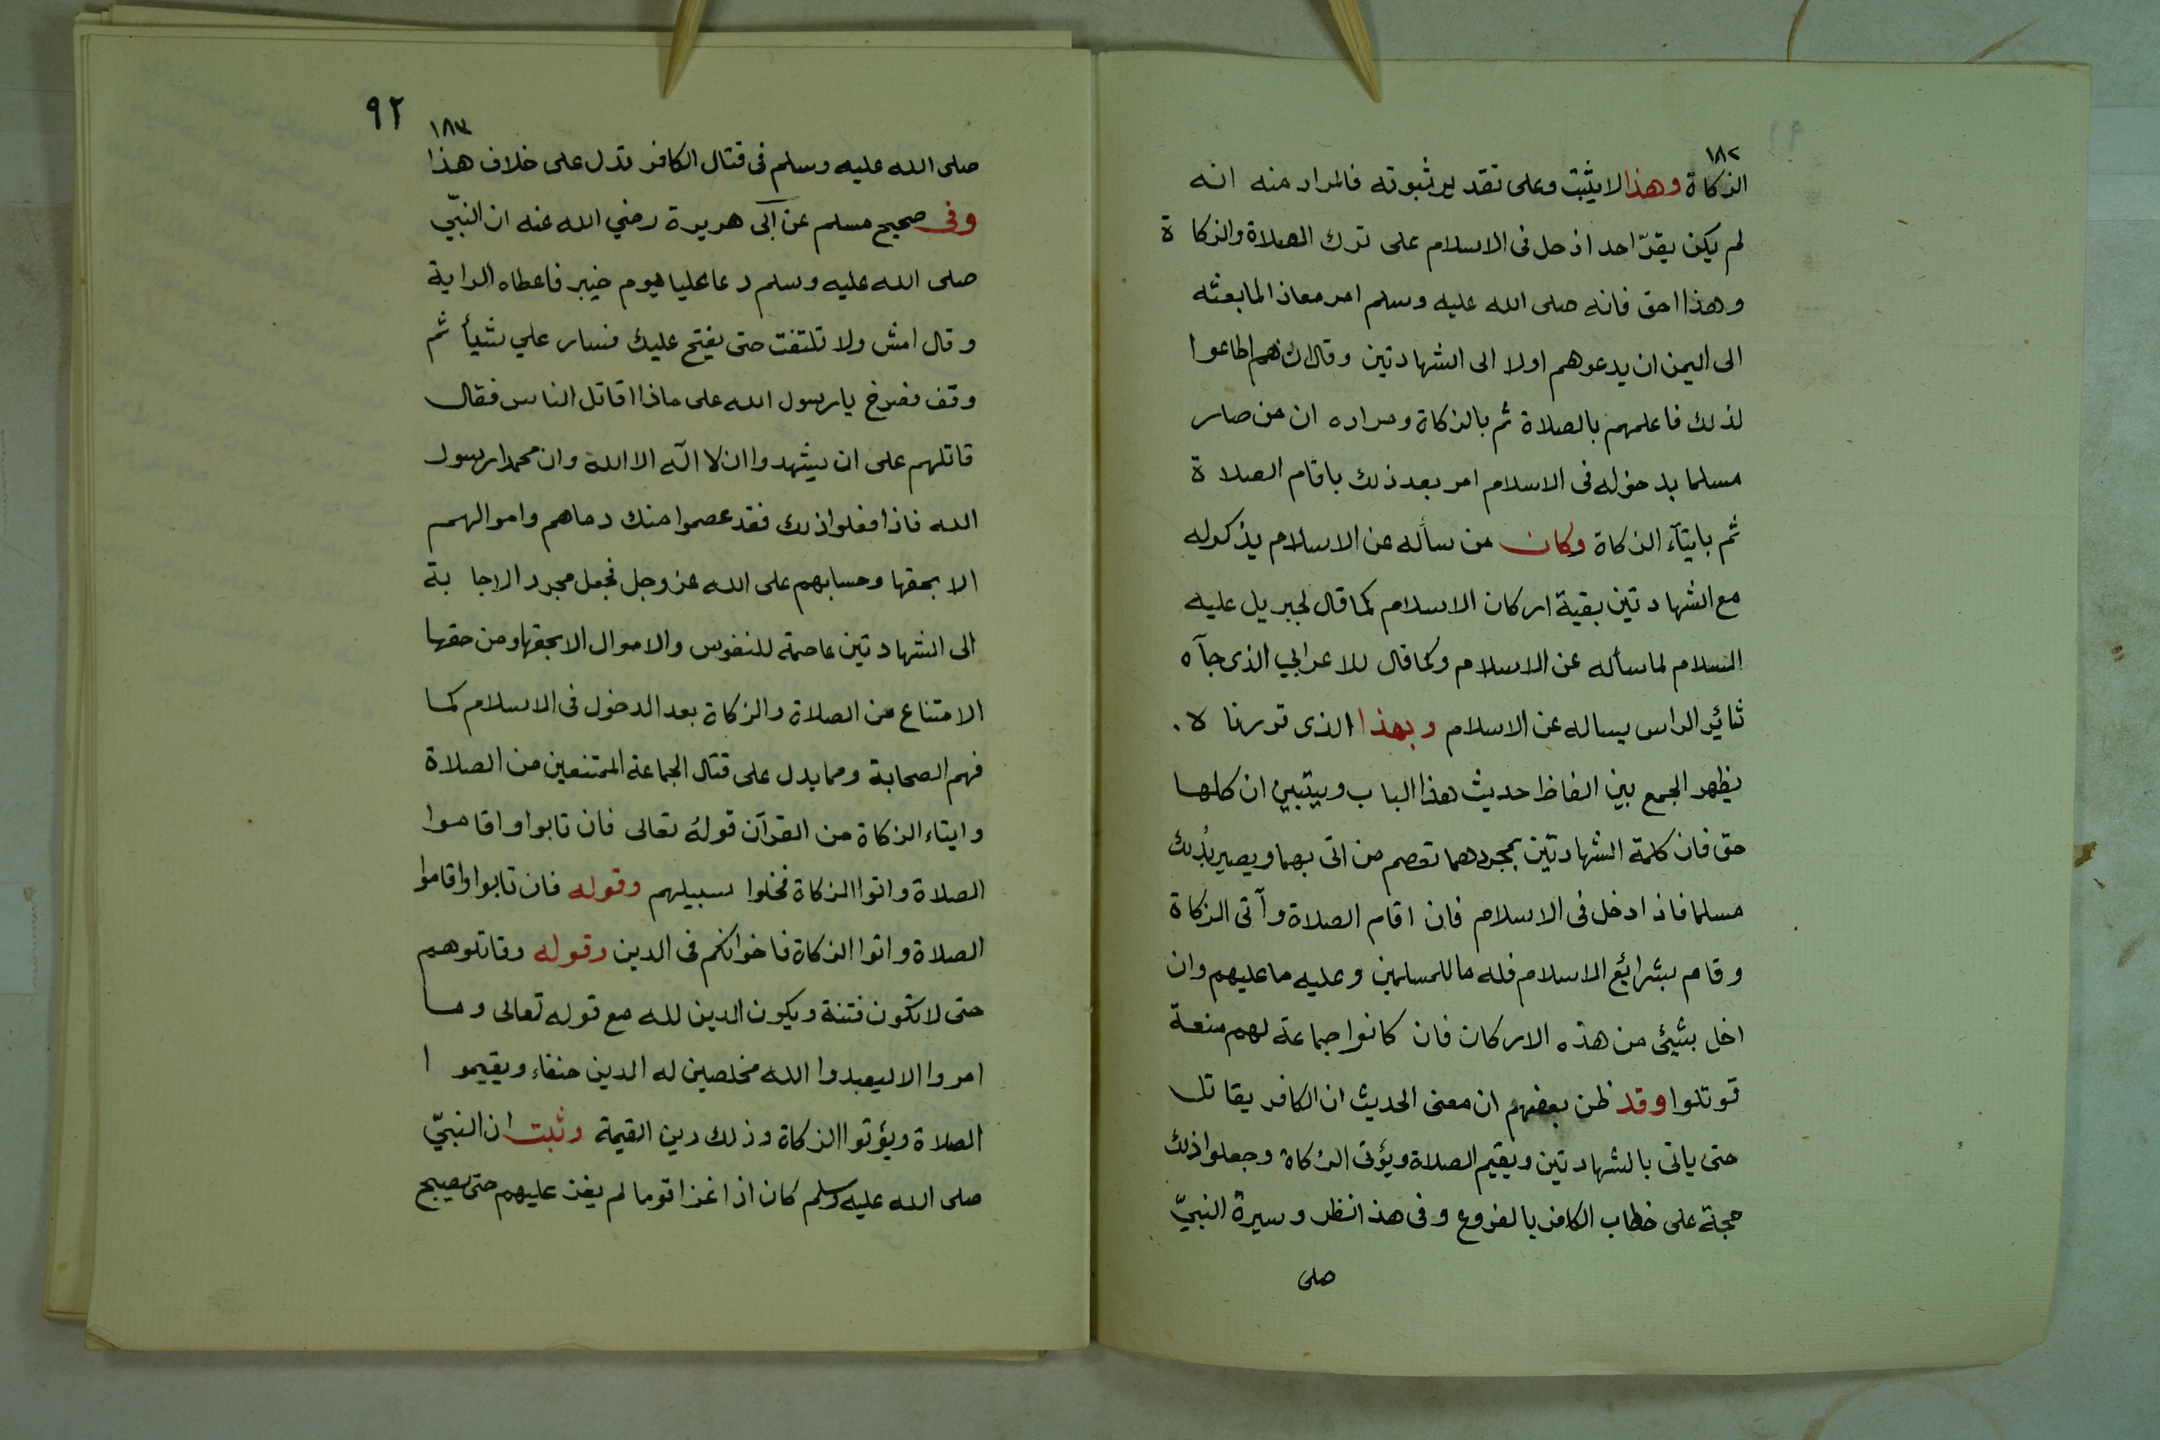 ١٨٢
الزكاة وهذا لا يثبت وعلى تقدير ثبوته فالمراد منه انه
لم يكن يقرّ احد اذ حل فى الاسلام على ترك الصلاة والزكاة
وهذا احق فانه صلى الله عليه وسلم امر معاذ الما بعثه
الى اليمن ان يدعوهم اولا الى الشهادتين وقال ان هم اطاعوا
لذلك فاعلمهم بالصلاة ثم بالزكاة ومراده ان من صار
مسلما بدخوله فى الاسلام امر بعد ذلك باقام الصلاة
ثم بايتآء الزكاة وكان من سأله عن الاسلام يذكر له
مع الشهادتين بقية اركان الاسلام كما قال لجبريل عليه
السلام لما سأله عن الاسلام وكما قال للاعرابي الذى جآه
ثائير الراس يساله عن الاسلام وبهذا الذى قررناه .
يظهر الجمع بين الفاظ احديث هذا الباب ويتبين ان كلها
حق فان كلمة الشهادتين بمجردهما تعصم من اتى بهما ويصير بذلك
مسلما فاذا دخل فى الاسلام فان اقام الصلاة وآتى الزكاة
وقام بشرائع الاسلام فله ما للمسلمين وعليه ما عليهم وان
اخل بشيئ من هذه الاركان فان كانوا جماعة لهم منعة
قوتلوا وقد ظن بعضهم ان معنى الحديث ان الكافر يقاتل
حتى ياتى بالشهادتين ويقيم الصلاة ويؤتى الزكاة وجعلوا ذلك
حجة على خطاب الكافر بالفروع وفى هذا نظر وسيرة النبيّ
صلى
٩٢
١٨٣
صلى الله عليه وسلم فى قتال الكافر تدل على خلاف هذا
وفى صحيح مسلم عن ابى هريرة رضي الله عنه ان النبيّ
صلى الله عليه وسلم دعا عليا يوم خيبر فاعطاه الراية
وقال امش ولا تلتفت حتى يفتح عليك فسار علي شيأ ثم
وقف فصرخ يا رسول الله على ماذا اقاتل الناس فقال
قاتلهم على ان يشهدوا ان لا اله الا الله وان محمدا رسول
الله فاذا فعلوا ذلك فقد عصموا منك دماهم واموالهم
الا بحقها وحسابهم على الله عز وجل فجعل مجرد الاجابة
الى الشهادتين عاصمة للنفوس والاموال الا بحقها ومن حقها
الامتناع من الصلاة والزكاة بعد الدخول فى الاسلام كما
فهم الصحابة ومما يدل على قتال الجماعة الممتنعين من الصلاة
وايتاء الزكاة من القرآن قوله تعالى فان تابوا واقاموا
الصلاة واتوا الزكاة فخلوا سبيلهم وقوله فان تابوا واقاموا
الصلاة واتوا الزكاة فاخوانكم فى الدين وقوله وقاتلوهم
حتى لا تكون فتنة ويكون الدين لله مع قوله تعالى وما
امروا الا ليعبدوا الله مخلصين له الدين حنفاء ويقيموا
الصلاة ويؤتوا الزكاة وذلك دين القيمة وثبت ان النبيّ
صلى الله عليه وسلم كان اذا غزا قوما لم يغز عليهم حتى يصبح